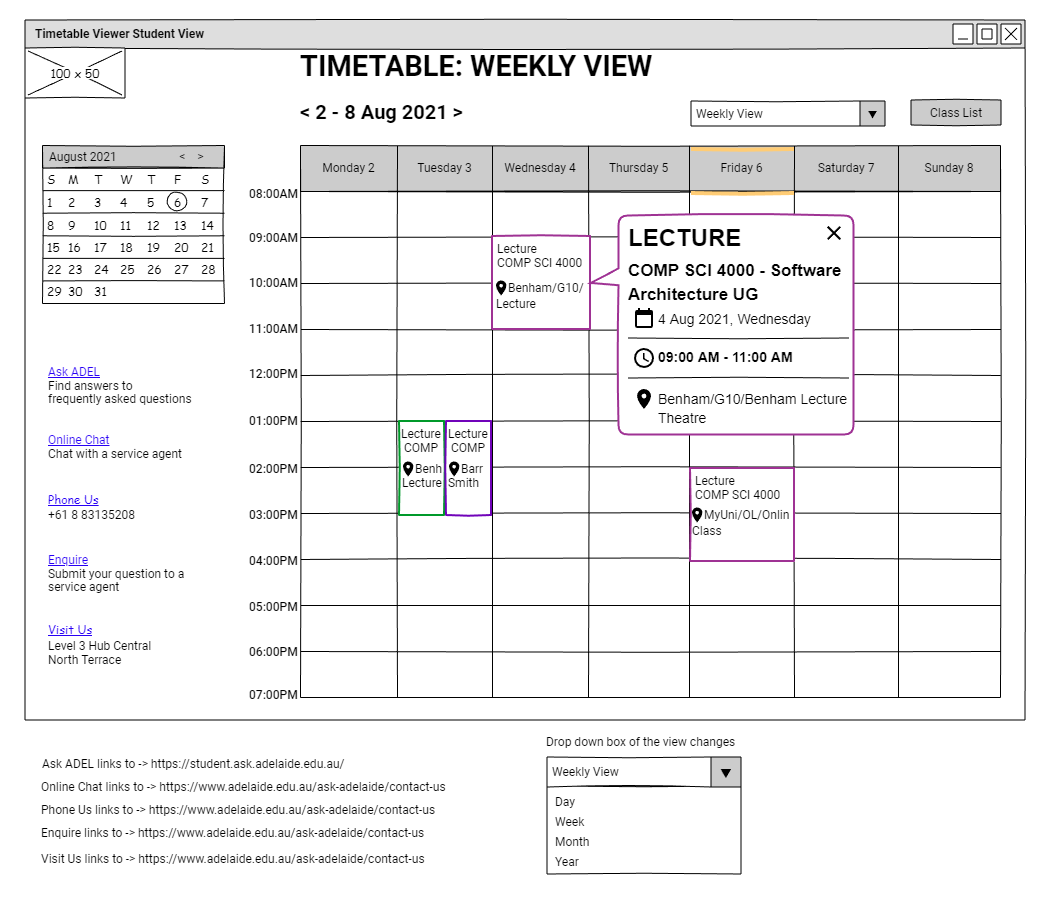 Timetable Viewer Student View
100 x 50
TIMETABLE: WEEKLY VIEW
< 2 - 8 Aug 2021 >
Weekly View
Class List
August 2021 < >
S M T W T F S
1 2 3 4 5 6 7
8 9 10 11 12 13 14
15 16 17 18 19 20 21
22 23 24 25 26 27 28
29 30 31
Ask ADEL
Find answers to
frequently asked questions
Online Chat
Chat with a service agent
Phone Us
+61 8 83135208
Enquire
Submit your question to a
service agent
Visit Us
Level 3 Hub Central
North Terrace
Monday 2
Tuesday 3
Wednesday 4
Thursday 5
Friday 6
Saturday 7
Sunday 8
08:00AM
09:00AM
10:00AM
11:00AM
12:00PM
01:00PM
02:00PM
03:00PM
04:00PM
05:00PM
06:00PM
07:00PM
Lecture
COMP
Benh
Lecture
Lecture
COMP
Barr
Smith
Lecture
COMP SCI 4000
Benham/G10/
Lecture
LECTURE
COMP SCI 4000 - Software
Architecture UG
4 Aug 2021, Wednesday
09:00 AM - 11:00 AM
Benham/G10/Benham Lecture
Theatre
Lecture
COMP SCI 4000
MyUni/OL/Onlin
Class
Ask ADEL links to -> https://student.ask.adelaide.edu.au/
Online Chat links to -> https://www.adelaide.edu.au/ask-adelaide/contact-us
Phone Us links to -> https://www.adelaide.edu.au/ask-adelaide/contact-us
Enquire links to -> https://www.adelaide.edu.au/ask-adelaide/contact-us
Visit Us links to -> https://www.adelaide.edu.au/ask-adelaide/contact-us
Drop down box of the view changes
Weekly View
Day
Week
Month
Year